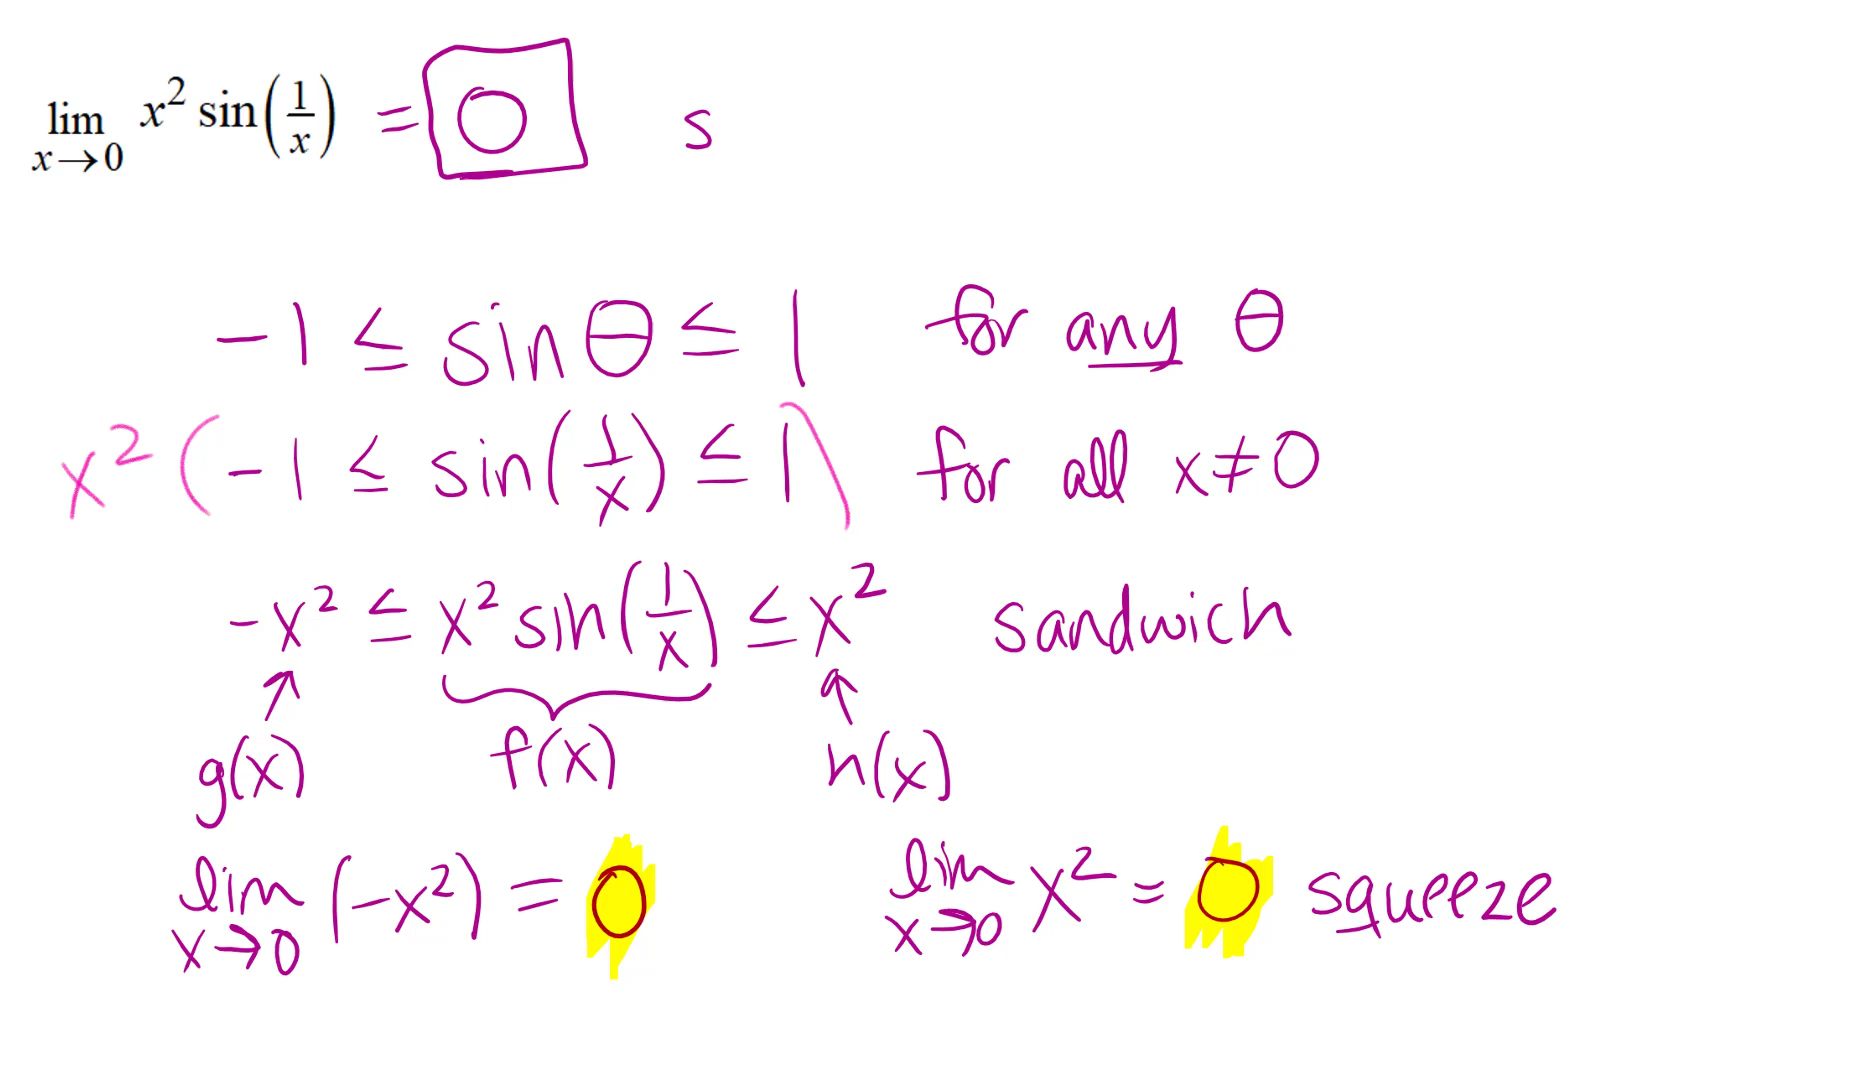 lim x→0 x² sin(1/x) = 0 s
-1 ≤ sin θ ≤ 1 for any θ
x² (-1 ≤ sin(1/x) ≤ 1) for all x≠0
-x² ≤ x² sin(1/x) ≤ x² sandwich
g(x) f(x) h(x)
lim x→0 (-x²) = 0 lim x→0 x² = 0 squeeze